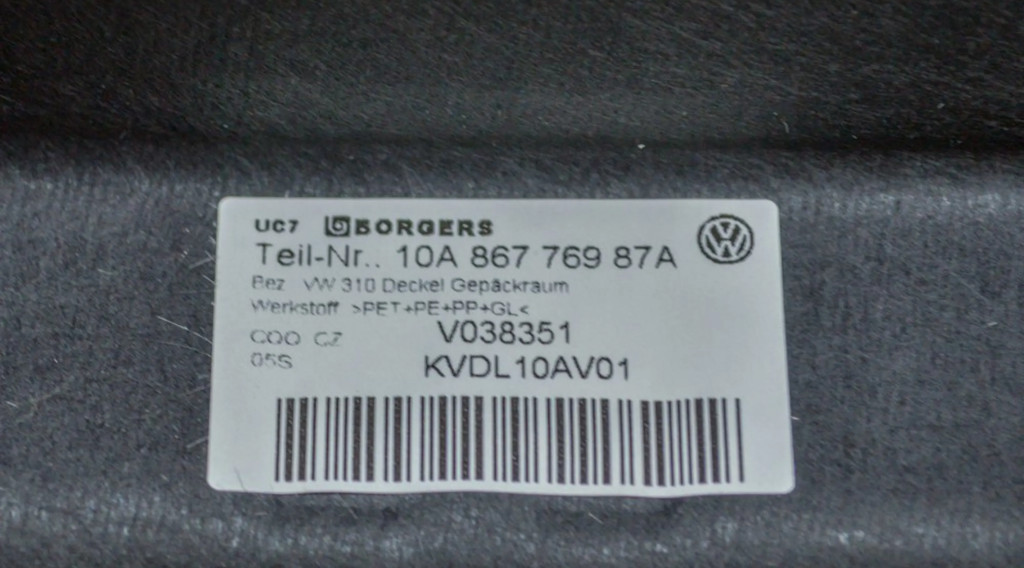 UC7 BORGERS
Teil-Nr.. 10A 867 769 87A
Bez VW 310 Deckel Gepäckraum
Werkstoff >PET+PE+PP+GL<
COO CZ V038351
05S KVDL10AV01